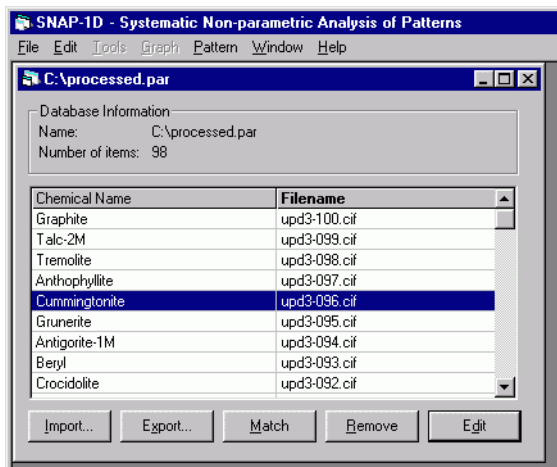 SNAP-1D - Systematic Non-parametric Analysis of Patterns
File Edit Tools Graph Pattern Window Help
C:\processed.par
Database Information
Name: C:\processed.par
Number of items: 98
Chemical Name Filename
Graphite upd3-100.cif
Talc-2M upd3-099.cif
Tremolite upd3-098.cif
Anthophyllite upd3-097.cif
Cummingtonite upd3-096.cif
Grunerite upd3-095.cif
Antigorite-1M upd3-094.cif
Beryl upd3-093.cif
Crocidolite upd3-092.cif
Import... Export... Match Remove Edit